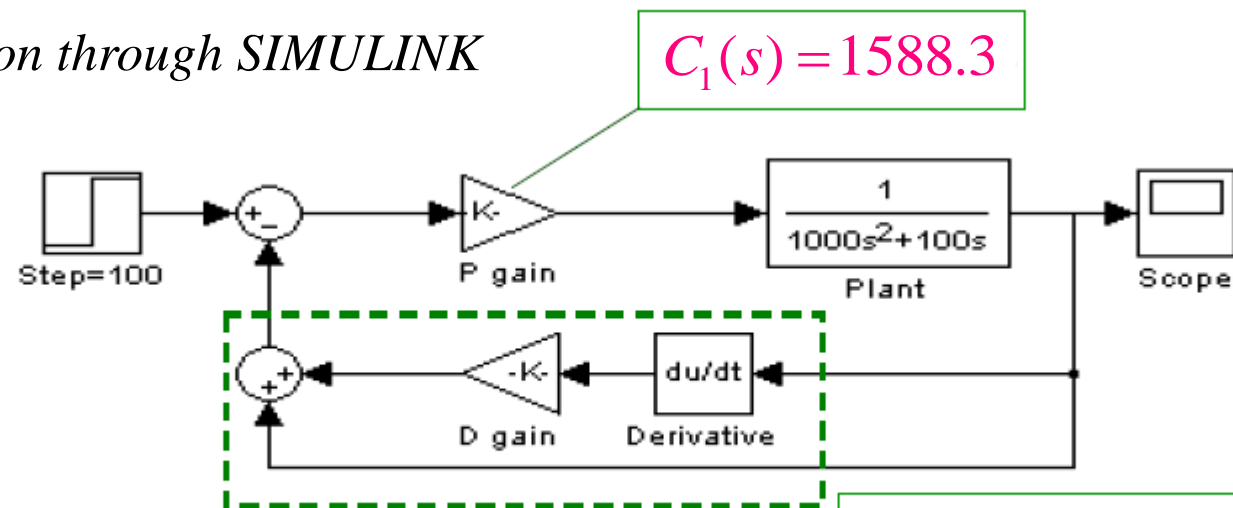 on through SIMULINK
C₁(s) = 1588.3
+
−
-K-
1
1000s²+100s
Step=100
P gain
Plant
Scope
+
+
-K-
du/dt
D gain
Derivative